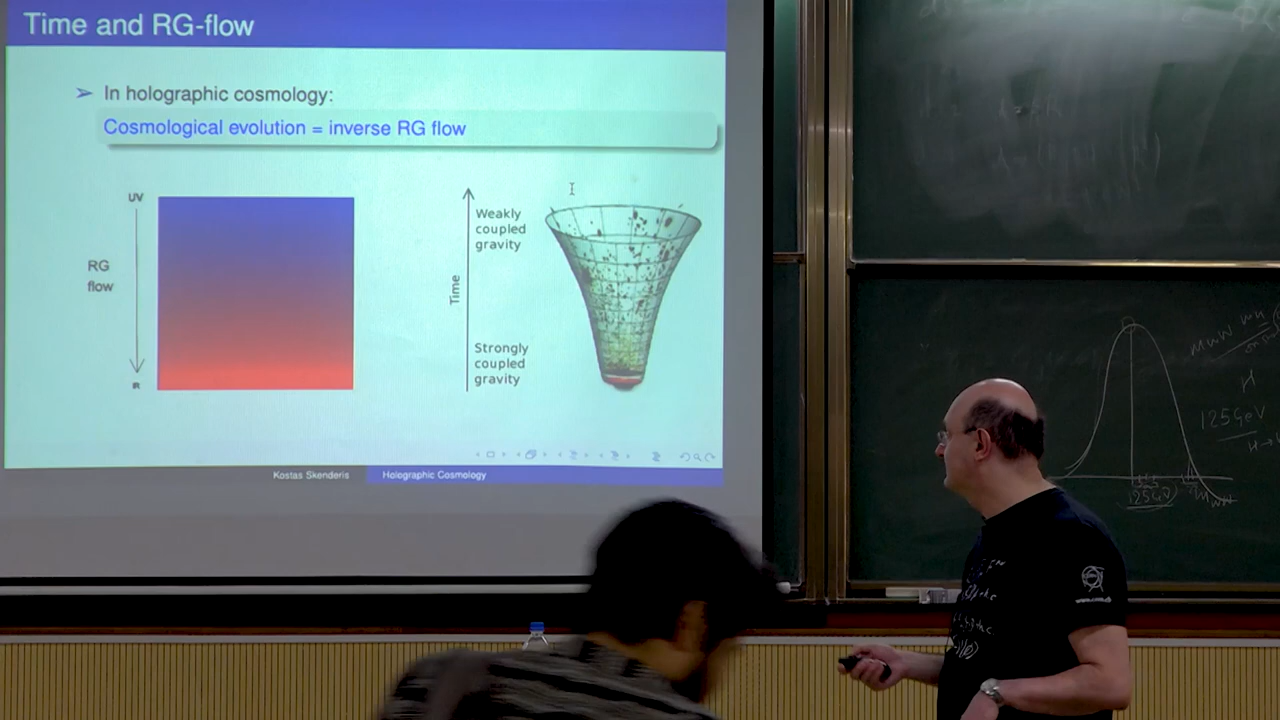 Time and RG-flow
In holographic cosmology:
Cosmological evolution = inverse RG flow
UV
RG
flow
IR
Time
Weakly
coupled
gravity
Strongly
coupled
gravity
Kostas Skenderis
Holographic Cosmology
H
125GeV
125GeV